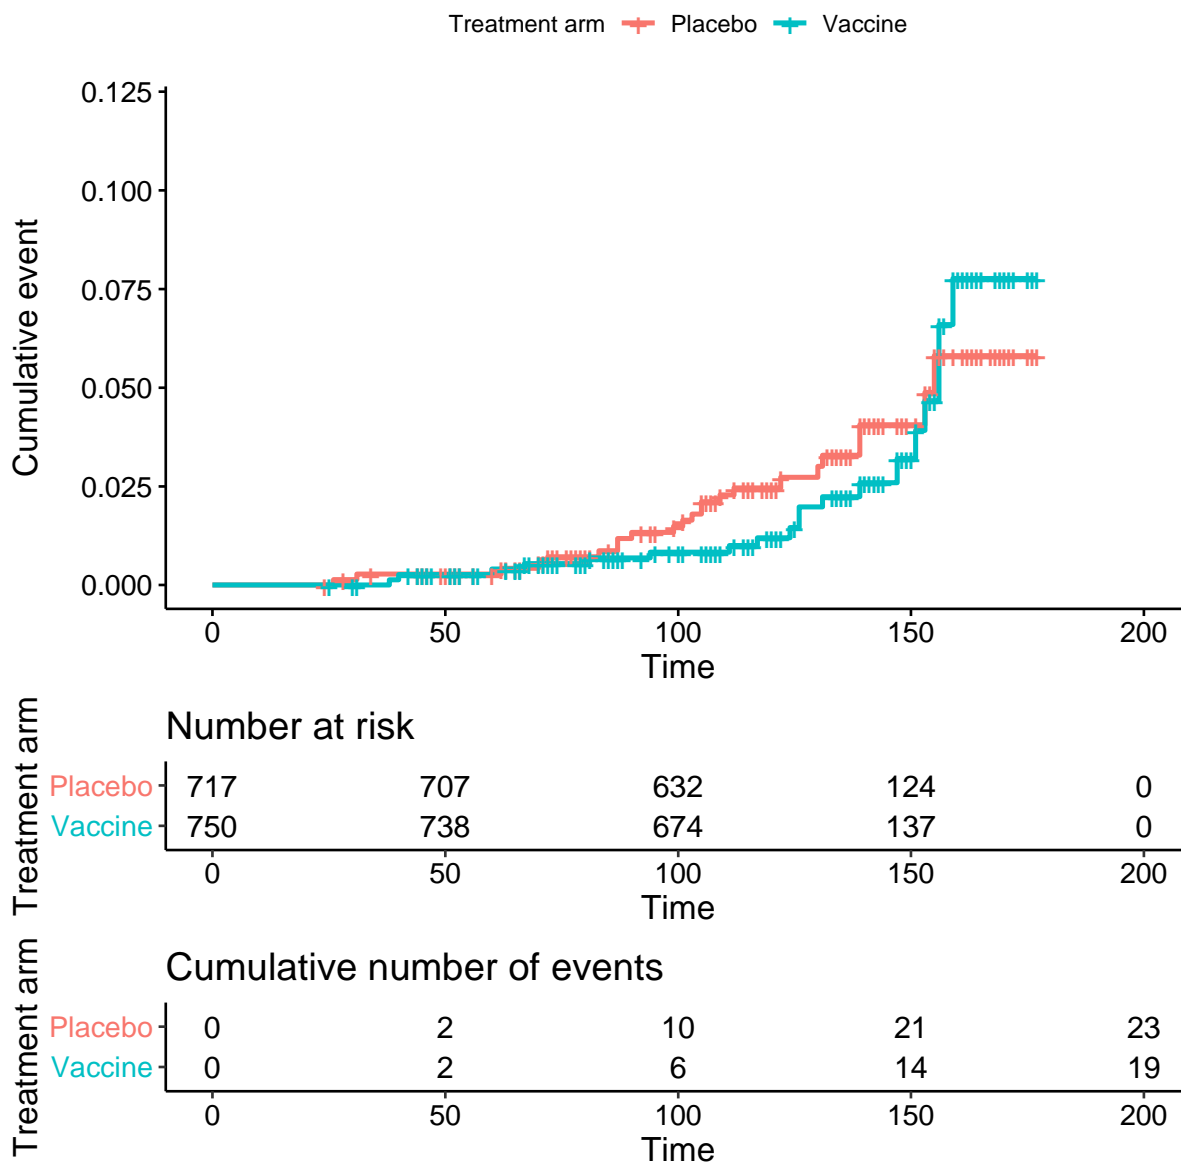 Treatment arm Placebo Vaccine
Cumulative event
0.125
0.100
0.075
0.050
0.025
0.000
0 50 100 150 200
Time
Number at risk
Treatment arm
Placebo 717 707 632 124 0
Vaccine 750 738 674 137 0
0 50 100 150 200
Time
Cumulative number of events
Treatment arm
Placebo 0 2 10 21 23
Vaccine 0 2 6 14 19
0 50 100 150 200
Time